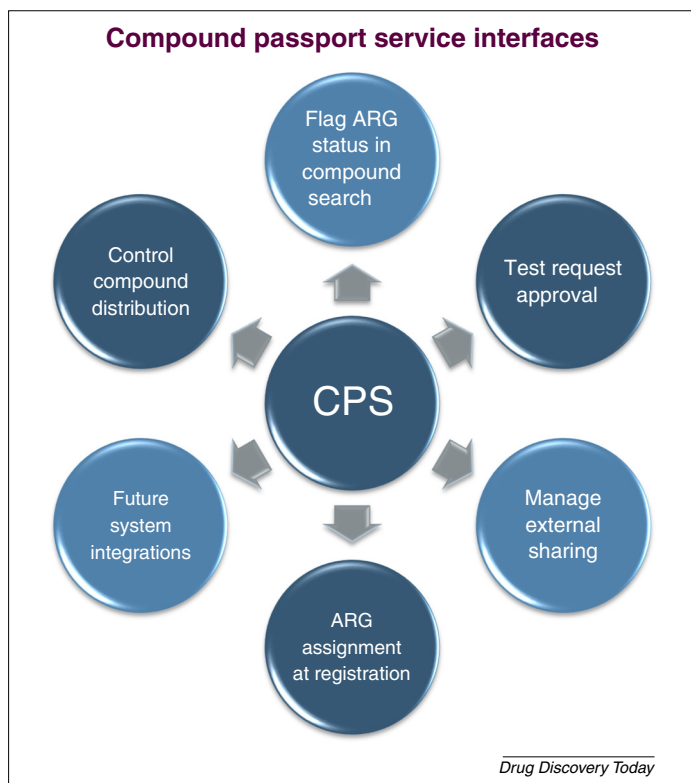 Compound passport service interfaces
Flag ARG
status in
compound
search
Control
compound
distribution
Test request
approval
CPS
Future
system
integrations
Manage
external
sharing
ARG
assignment
at registration
Drug Discovery Today